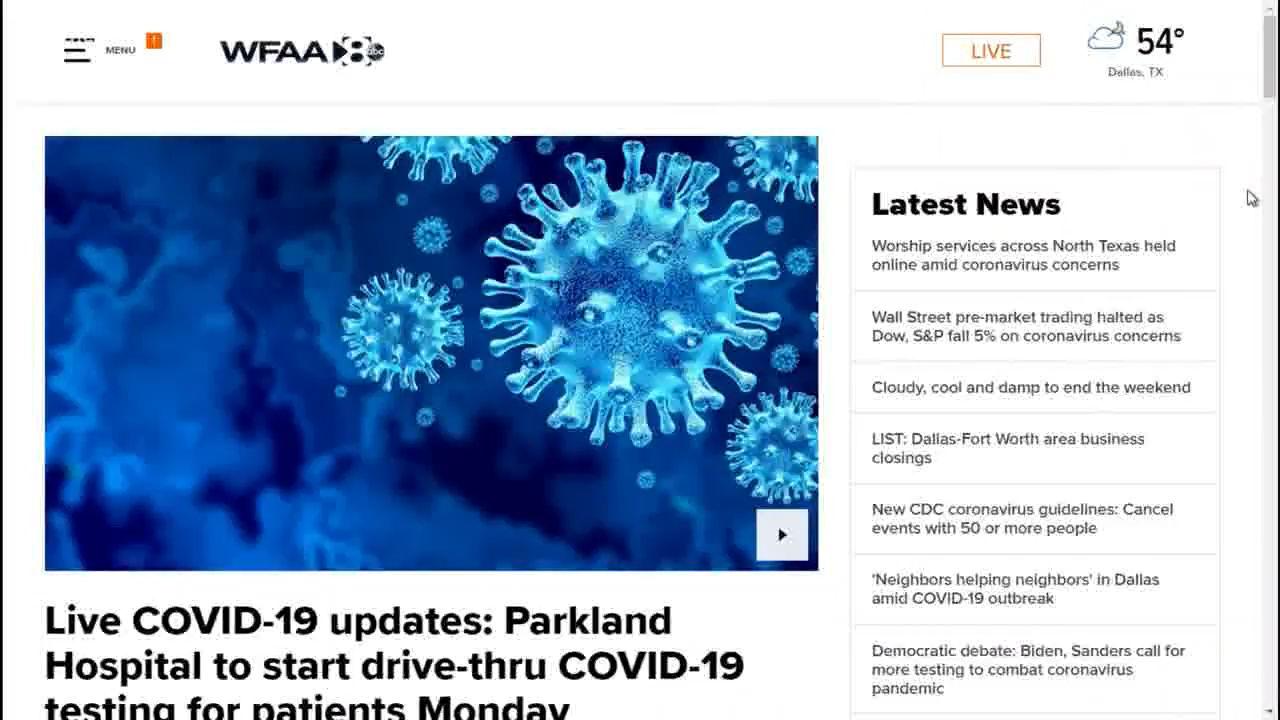 MENU
!
WFAA 8 abc
LIVE
54°
Dallas, TX
Latest News
Worship services across North Texas held
online amid coronavirus concerns
Wall Street pre-market trading halted as
Dow, S&P fall 5% on coronavirus concerns
Cloudy, cool and damp to end the weekend
LIST: Dallas-Fort Worth area business
closings
New CDC coronavirus guidelines: Cancel
events with 50 or more people
'Neighbors helping neighbors' in Dallas
amid COVID-19 outbreak
Democratic debate: Biden, Sanders call for
more testing to combat coronavirus
pandemic
Live COVID-19 updates: Parkland
Hospital to start drive-thru COVID-19
testing for patients Monday